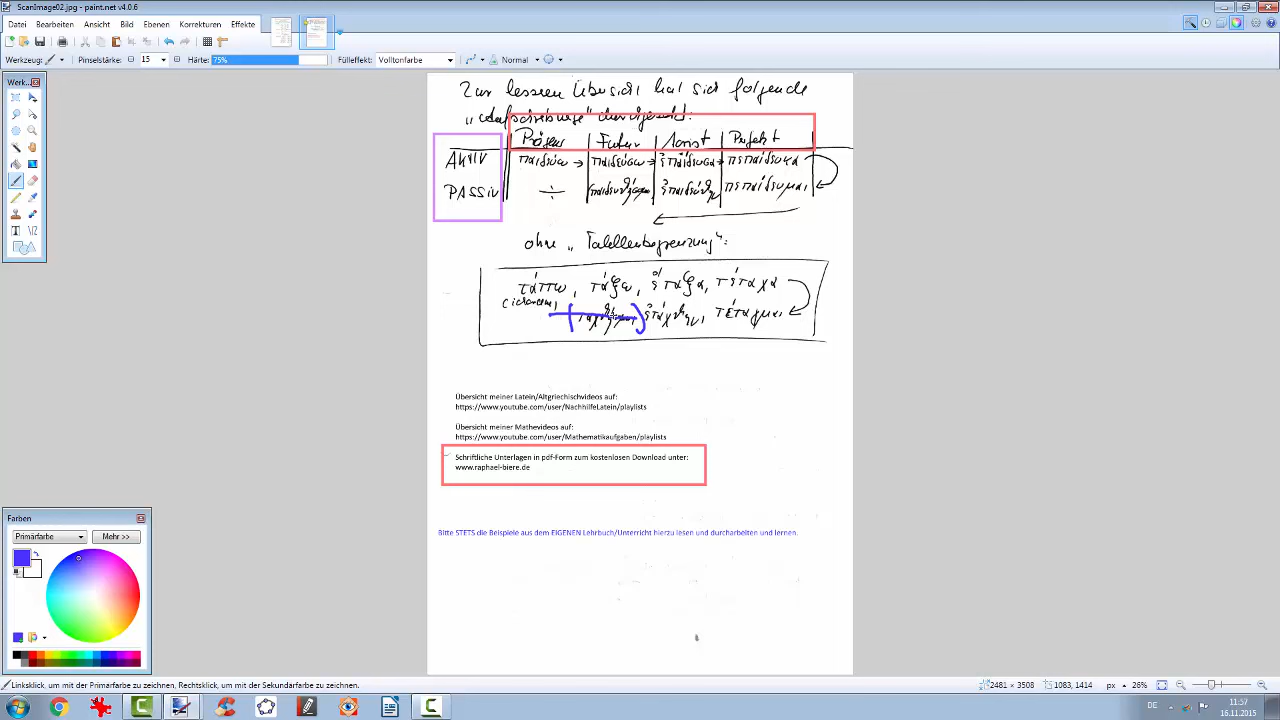 ScanImage02.jpg - paint.net v4.0.6
Datei Bearbeiten Ansicht Bild Ebenen Korrekturen Effekte
Werkzeug: Pinselstärke: 15 Härte: 75% Fülleffekt: Volltonfarbe Normal
Werk...
Zur besseren Übersicht hat sich folgende
„Aufschreibweise“ durchgesetzt:
Präsens Futur Aorist Perfekt
AKTIV παιδεύω → παιδεύσω → ἐπαίδευσα → πεπαίδευκα
PASSIV ÷ παιδευθήσομαι ἐπαιδεύθην πεπαίδευμαι
ohne „Tabellenbegrenzung“:
τάττω, τάξω, ἔταξα, τέταχα
ταχθήσομαι ἐτάχθην, τέταγμαι
Übersicht meiner Latein/Altgriechischvideos auf:
https://www.youtube.com/user/NachhilfeLatein/playlists
Übersicht meiner Mathevideos auf:
https://www.youtube.com/user/Mathematikaufgaben/playlists
Schriftliche Unterlagen in pdf-Form zum kostenlosen Download unter:
www.raphael-biere.de
Bitte STETS die Beispiele aus dem EIGENEN Lehrbuch/Unterricht hierzu lesen und durcharbeiten und lernen.
Farben
Primärfarbe Mehr >>
Linksklick, um mit der Primärfarbe zu zeichnen, Rechtsklick, um mit der Sekundärfarbe zu zeichnen. 2481 x 3508 1083, 1414 px 26%
DE 11:57
16.11.2015